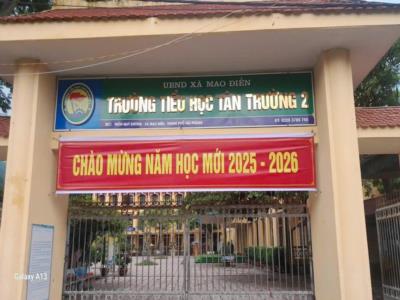 UBND XÃ MAO ĐIỀN
TRƯỜNG TIỂU HỌC TÂN TRƯỜNG 2
CHÀO MỪNG NĂM HỌC MỚI 2025 - 2026
Galaxy A13